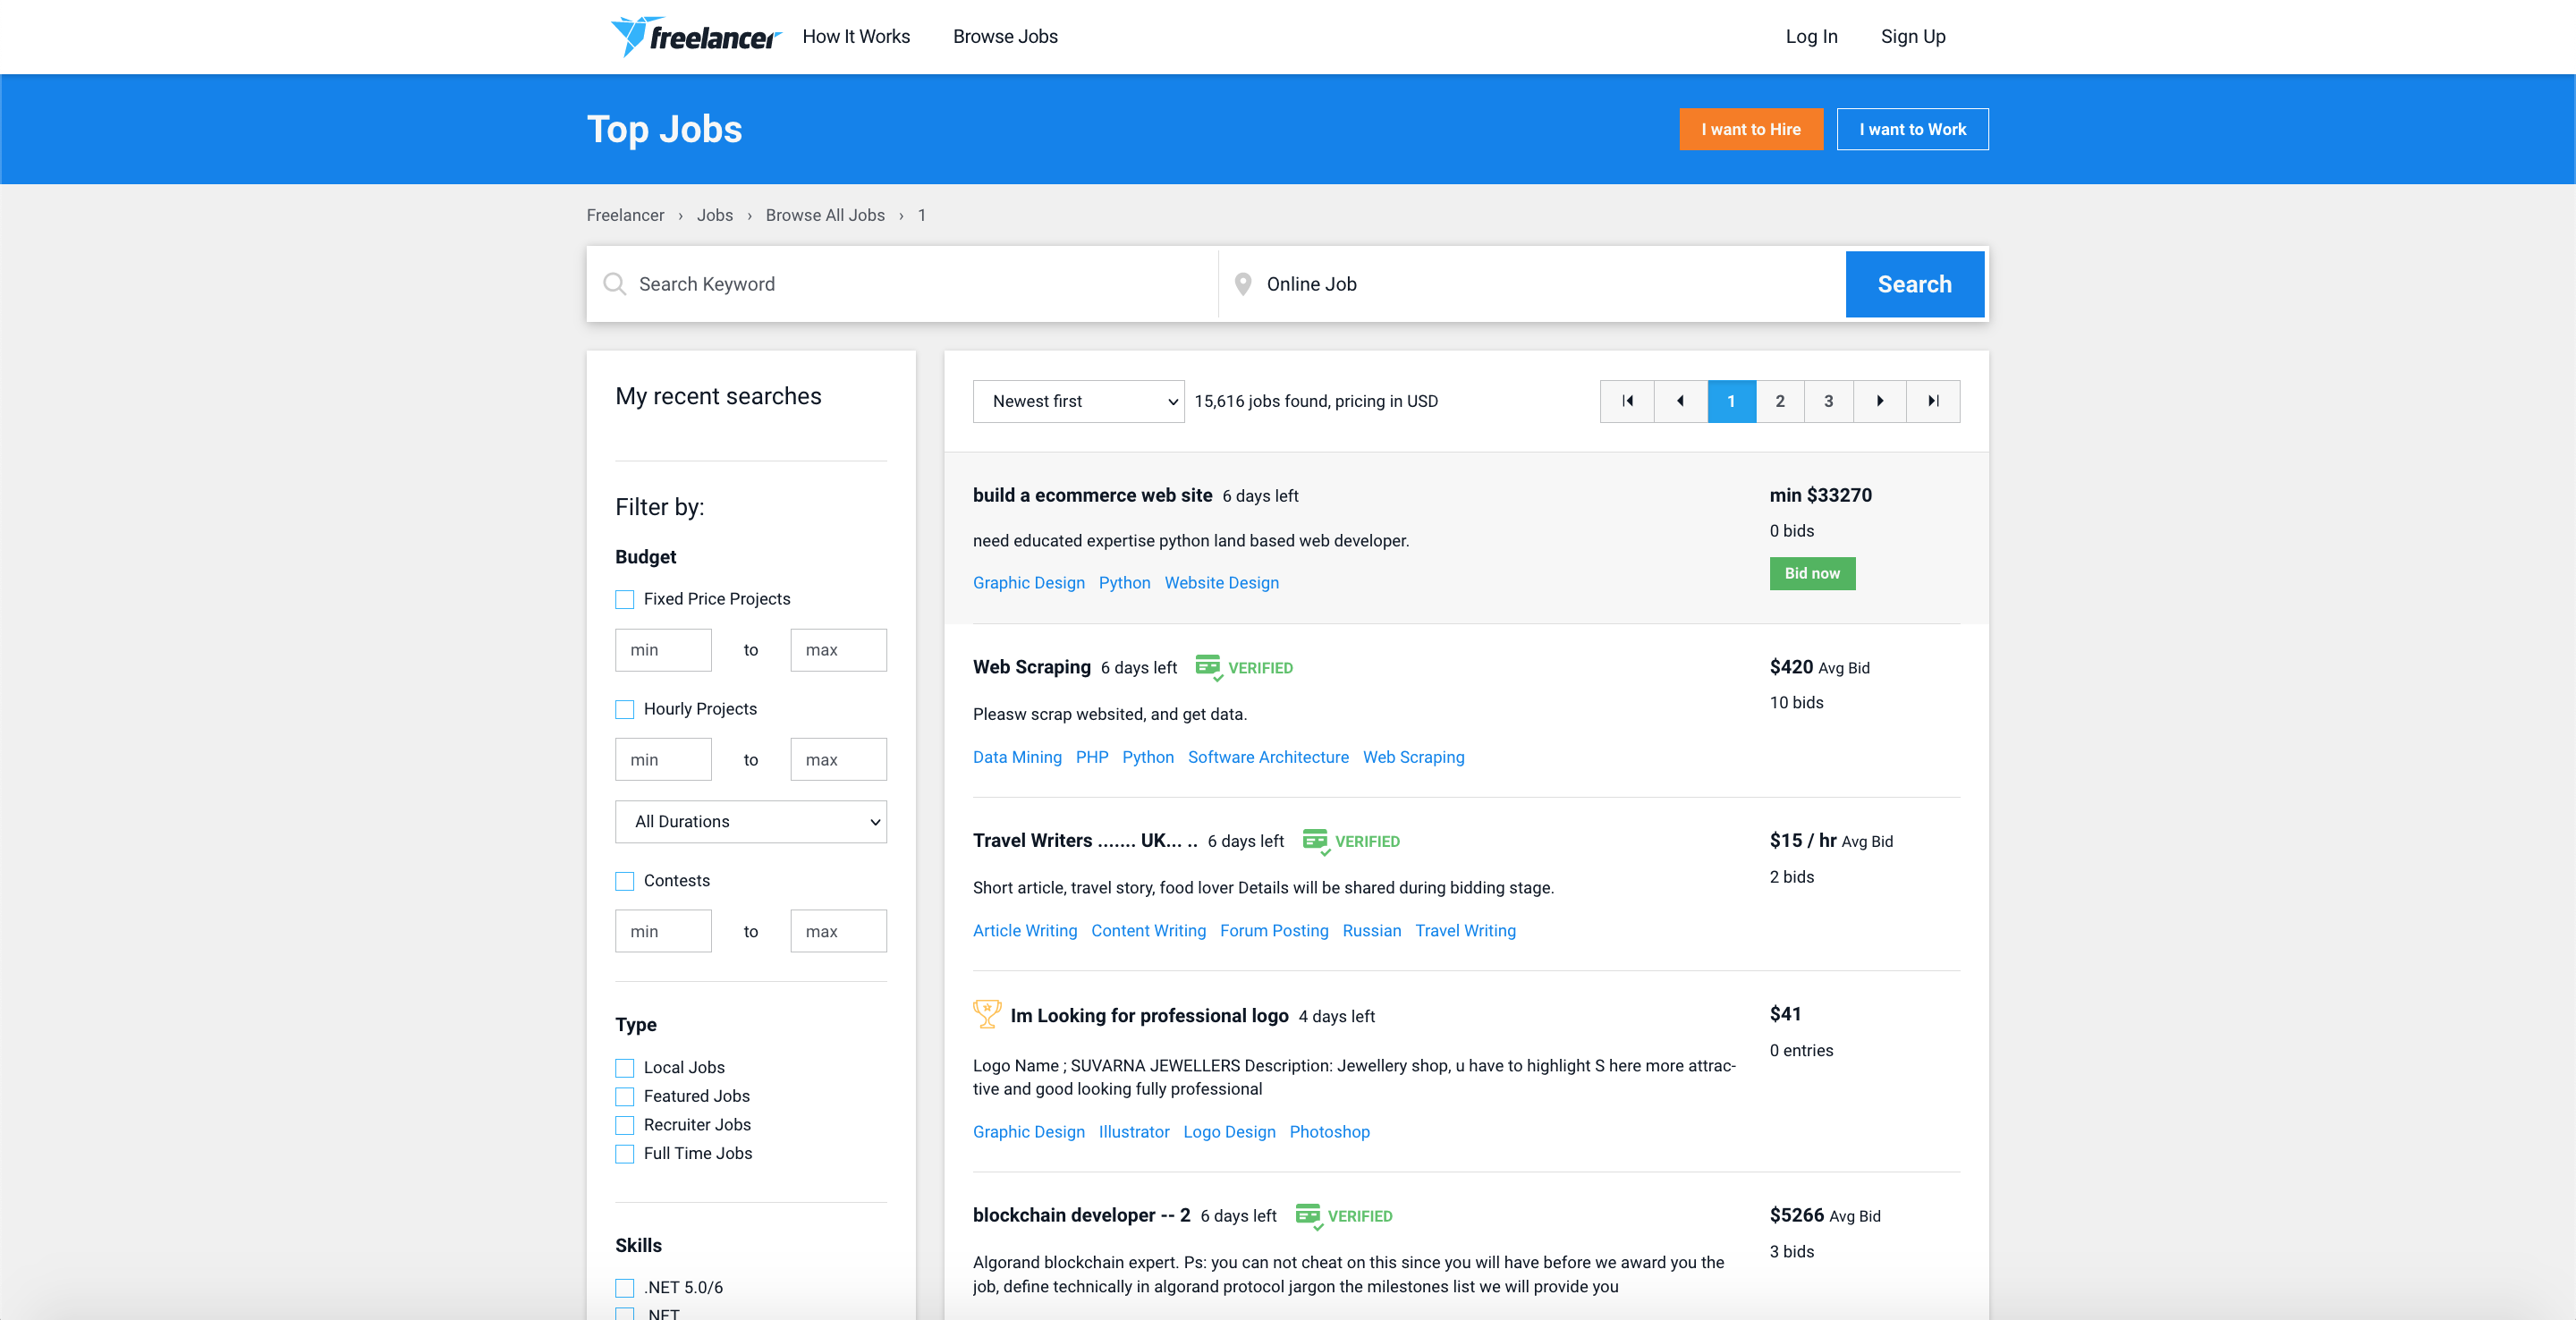 freelancer How It Works Browse Jobs Log In Sign Up
Top Jobs I want to Hire I want to Work
Freelancer › Jobs › Browse All Jobs › 1
Search Keyword Online Job Search
My recent searches
Filter by:
Budget
Fixed Price Projects
min to max
Hourly Projects
min to max
All Durations
Contests
min to max
Type
Local Jobs
Featured Jobs
Recruiter Jobs
Full Time Jobs
Skills
.NET 5.0/6
.NET
Newest first 15,616 jobs found, pricing in USD 1 2 3
build a ecommerce web site 6 days left min $33270
0 bids
need educated expertise python land based web developer.
Bid now
Graphic Design Python Website Design
Web Scraping 6 days left VERIFIED $420 Avg Bid
10 bids
Pleasw scrap websited, and get data.
Data Mining PHP Python Software Architecture Web Scraping
Travel Writers ....... UK... .. 6 days left VERIFIED $15 / hr Avg Bid
2 bids
Short article, travel story, food lover Details will be shared during bidding stage.
Article Writing Content Writing Forum Posting Russian Travel Writing
Im Looking for professional logo 4 days left $41
0 entries
Logo Name ; SUVARNA JEWELLERS Description: Jewellery shop, u have to highlight S here more attrac-
tive and good looking fully professional
Graphic Design Illustrator Logo Design Photoshop
blockchain developer -- 2 6 days left VERIFIED $5266 Avg Bid
3 bids
Algorand blockchain expert. Ps: you can not cheat on this since you will have before we award you the
job, define technically in algorand protocol jargon the milestones list we will provide you